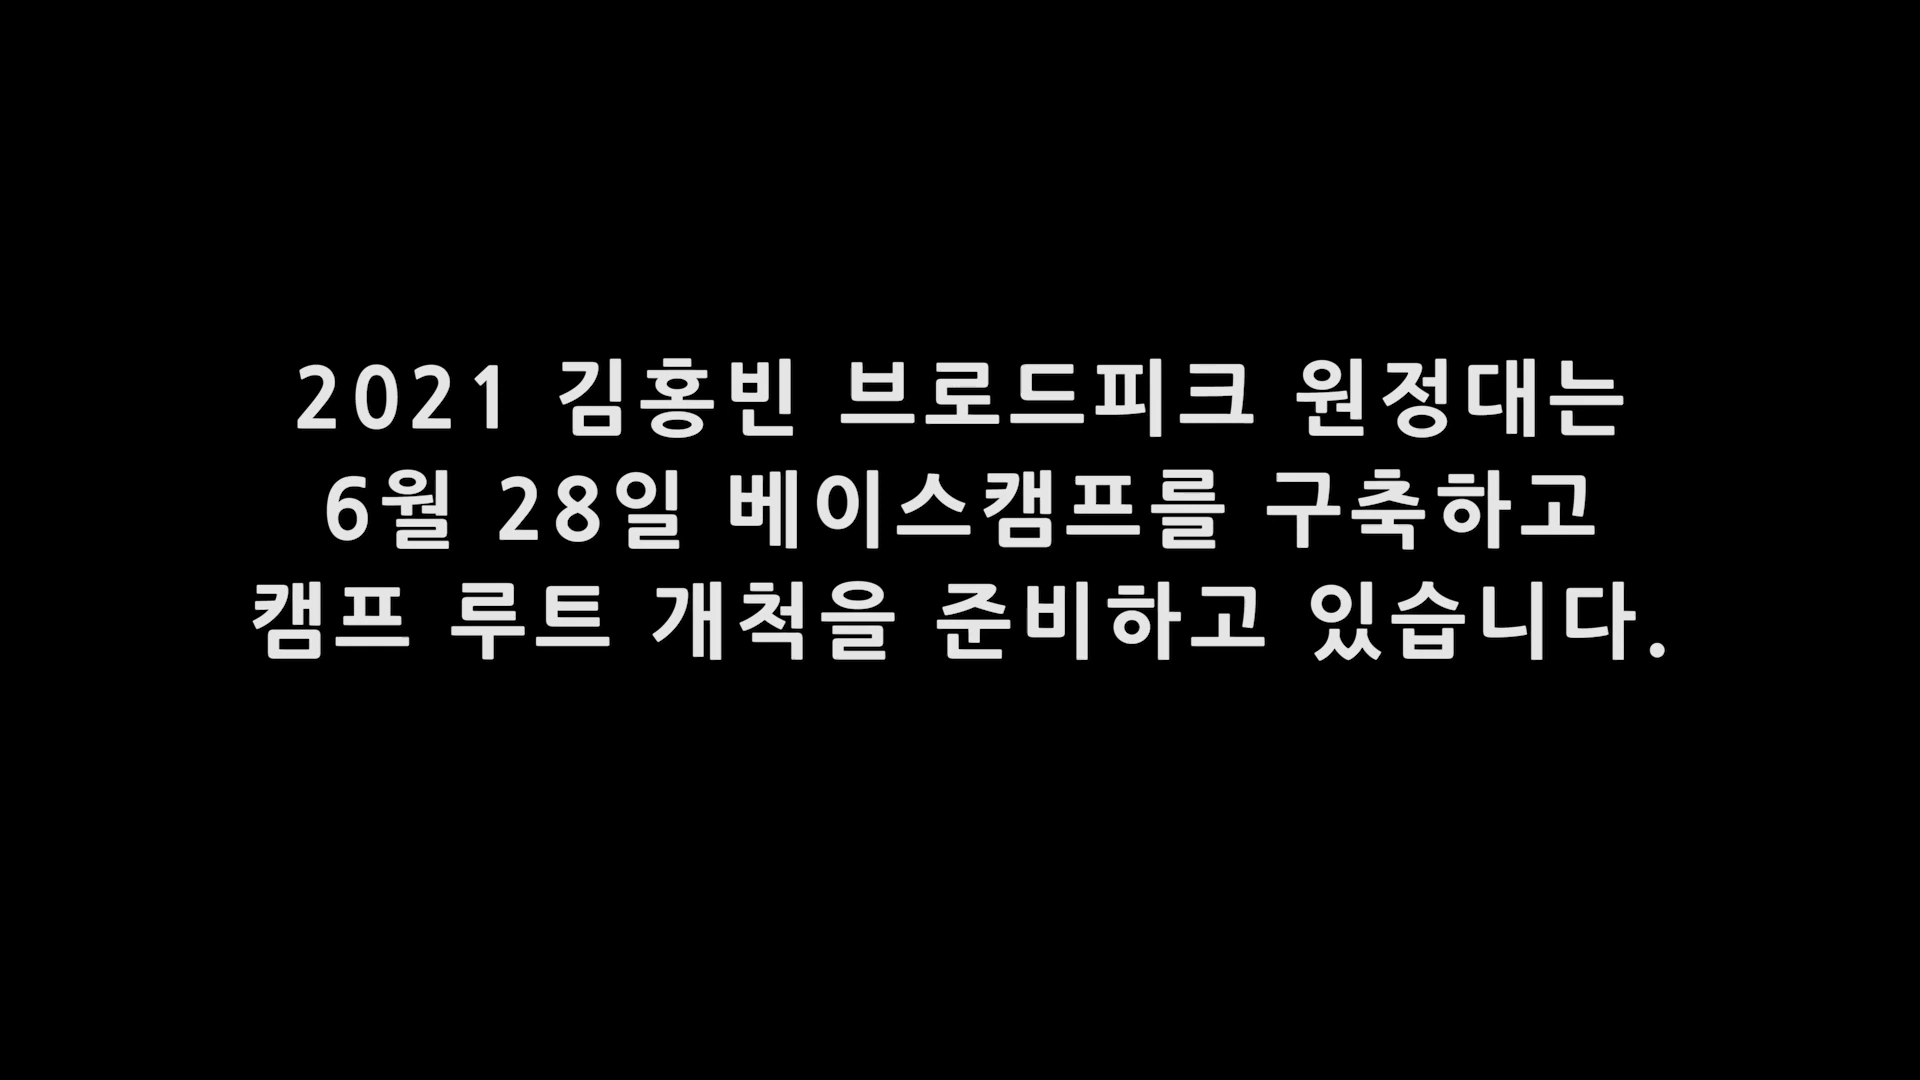 2021 김홍빈 브로드피크 원정대는
6월 28일 베이스캠프를 구축하고
캠프 루트 개척을 준비하고 있습니다.